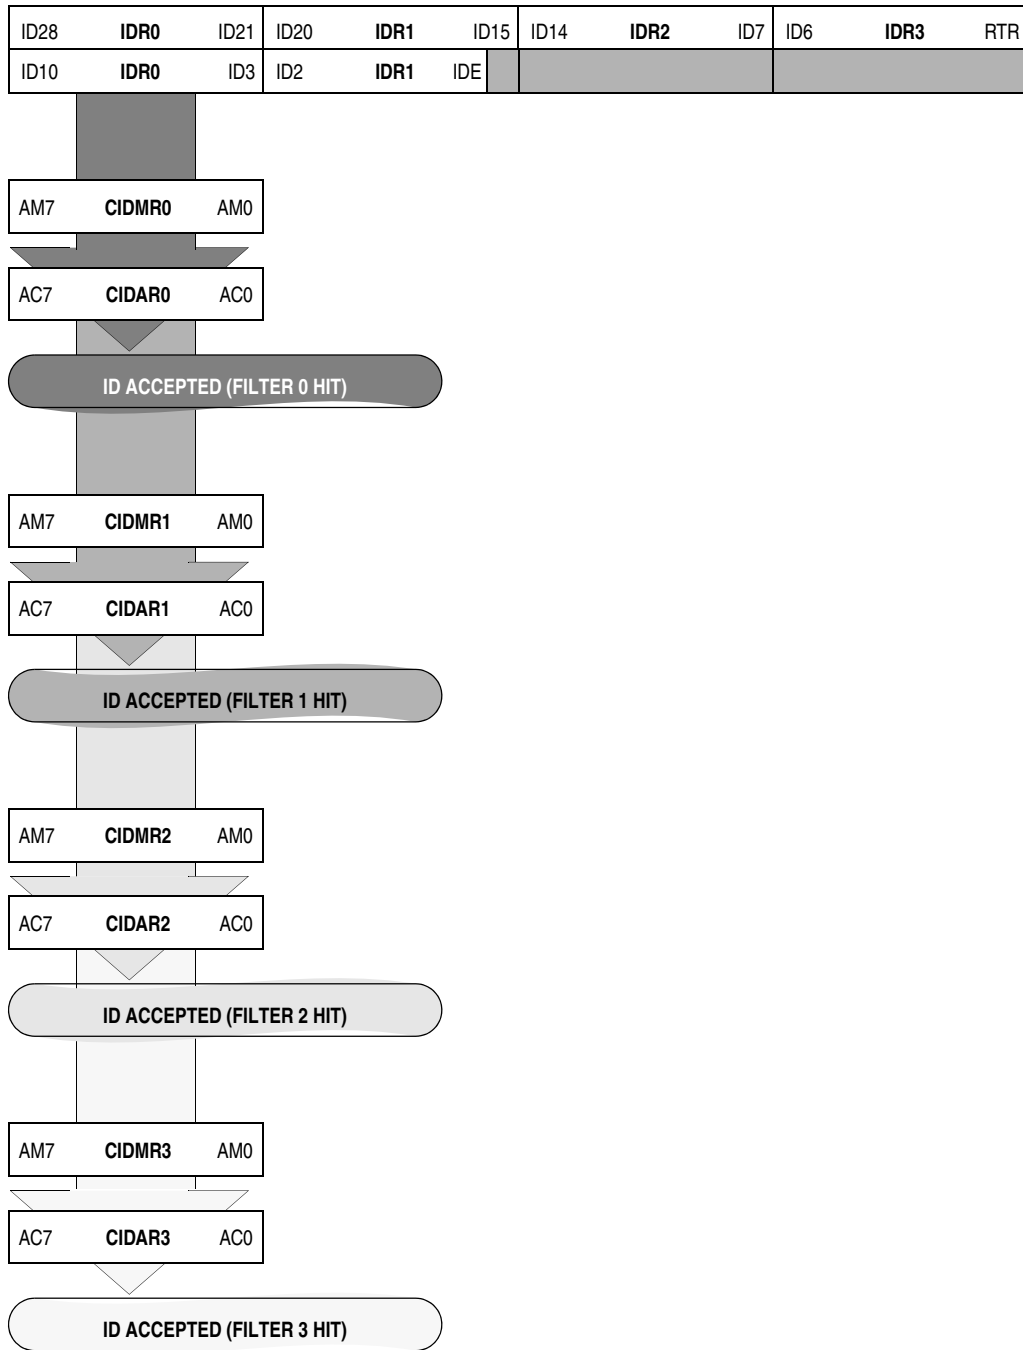 ID28 IDR0 ID21 ID20 IDR1 ID15 ID14 IDR2 ID7 ID6 IDR3 RTR
ID10 IDR0 ID3 ID2 IDR1 IDE
AM7 CIDMR0 AM0
AC7 CIDAR0 AC0
ID ACCEPTED (FILTER 0 HIT)
AM7 CIDMR1 AM0
AC7 CIDAR1 AC0
ID ACCEPTED (FILTER 1 HIT)
AM7 CIDMR2 AM0
AC7 CIDAR2 AC0
ID ACCEPTED (FILTER 2 HIT)
AM7 CIDMR3 AM0
AC7 CIDAR3 AC0
ID ACCEPTED (FILTER 3 HIT)